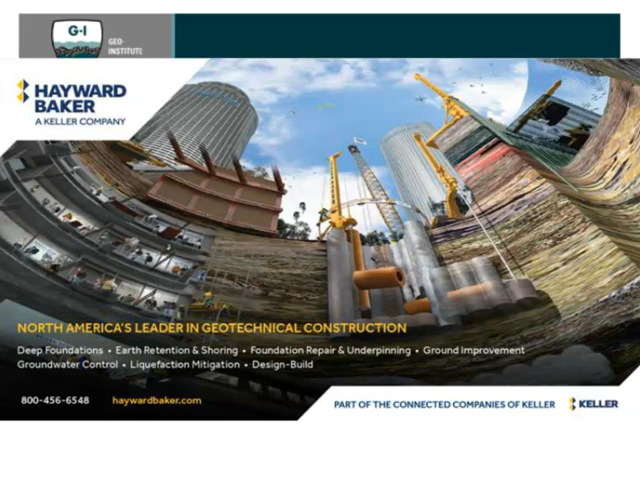 G-I
GEO-
INSTITUTE
HAYWARD
BAKER
A KELLER COMPANY
NORTH AMERICA'S LEADER IN GEOTECHNICAL CONSTRUCTION
Deep Foundations • Earth Retention & Shoring • Foundation Repair & Underpinning • Ground Improvement
Groundwater Control • Liquefaction Mitigation • Design-Build
800-456-6548 haywardbaker.com
PART OF THE CONNECTED COMPANIES OF KELLER KELLER